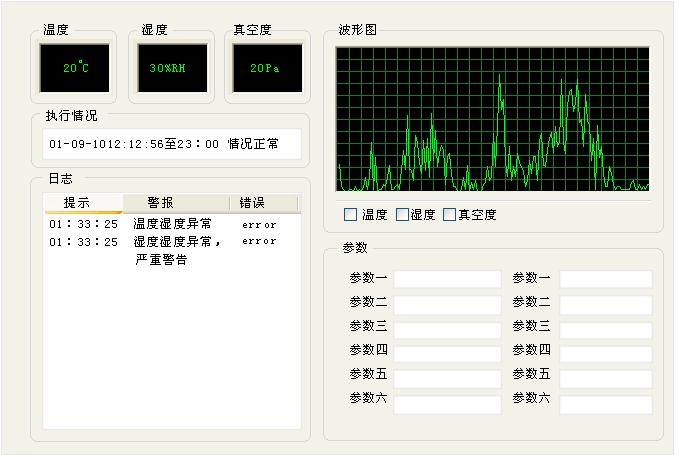 温度
湿度
真空度
20℃
30%RH
20Pa
执行情况
01-09-1012:12:56至23：00 情况正常
日志
提示 警报 错误
01：33：25 温度湿度异常 error
01：33：25 湿度湿度异常， error
严重警告
波形图
温度 湿度 真空度
参数
参数一 参数一
参数二 参数二
参数三 参数三
参数四 参数四
参数五 参数五
参数六 参数六